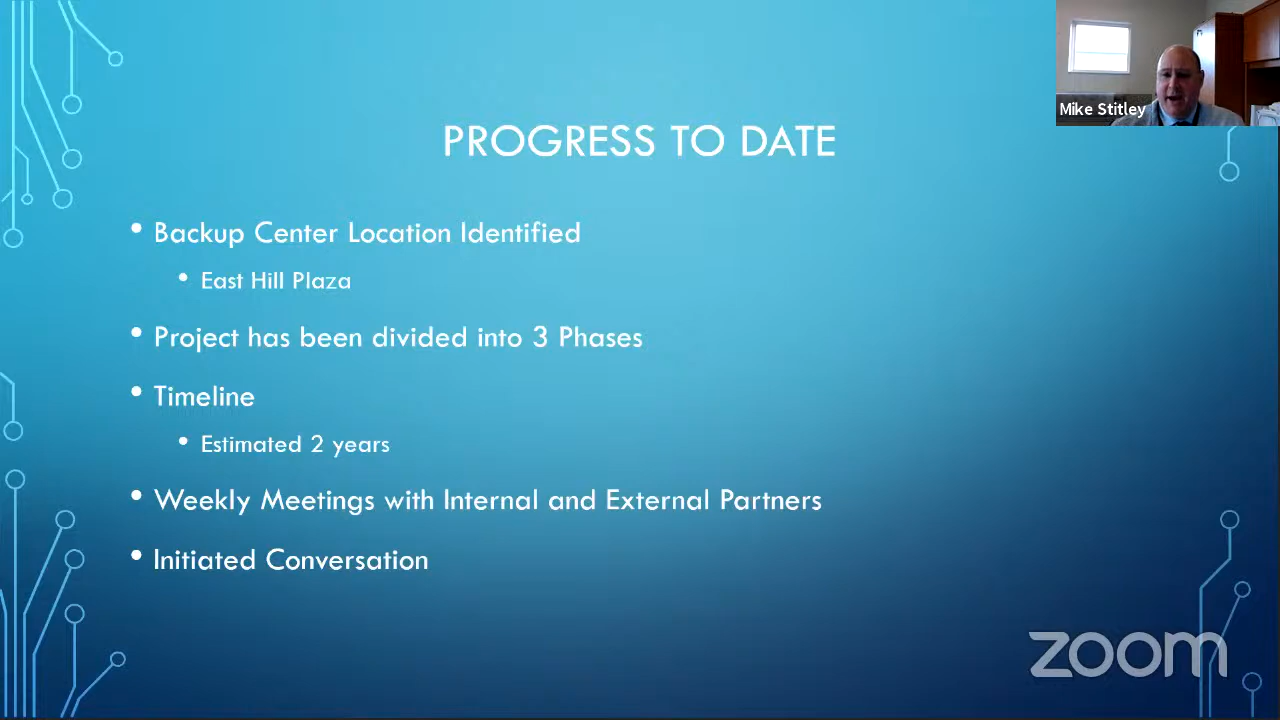 Mike Stitley
PROGRESS TO DATE
• Backup Center Location Identified
• East Hill Plaza
• Project has been divided into 3 Phases
• Timeline
• Estimated 2 years
• Weekly Meetings with Internal and External Partners
• Initiated Conversation
zoom